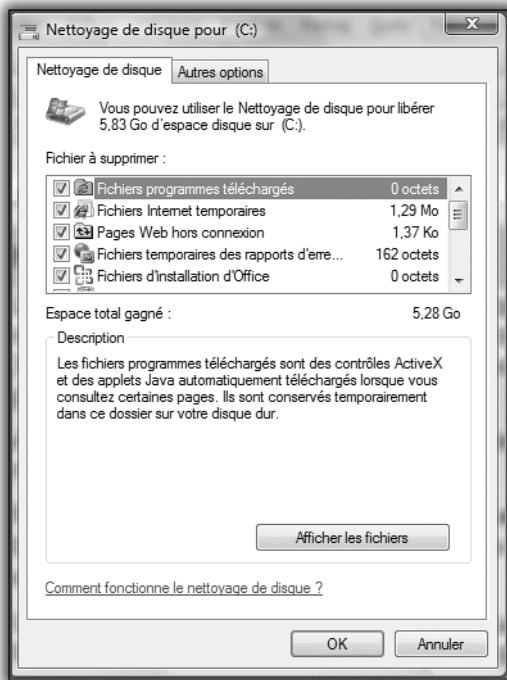 Nettoyage de disque pour (C:)
Nettoyage de disque Autres options
Vous pouvez utiliser le Nettoyage de disque pour libérer
5,83 Go d'espace disque sur (C:).
Fichier à supprimer :
Fichiers programmes téléchargés 0 octets
Fichiers Internet temporaires 1,29 Mo
Pages Web hors connexion 1,37 Ko
Fichiers temporaires des rapports d'erre... 162 octets
Fichiers d'installation d'Office 0 octets
Espace total gagné : 5,28 Go
Description
Les fichiers programmes téléchargés sont des contrôles ActiveX
et des applets Java automatiquement téléchargés lorsque vous
consultez certaines pages. Ils sont conservés temporairement
dans ce dossier sur votre disque dur.
Afficher les fichiers
Comment fonctionne le nettoyage de disque ?
OK Annuler